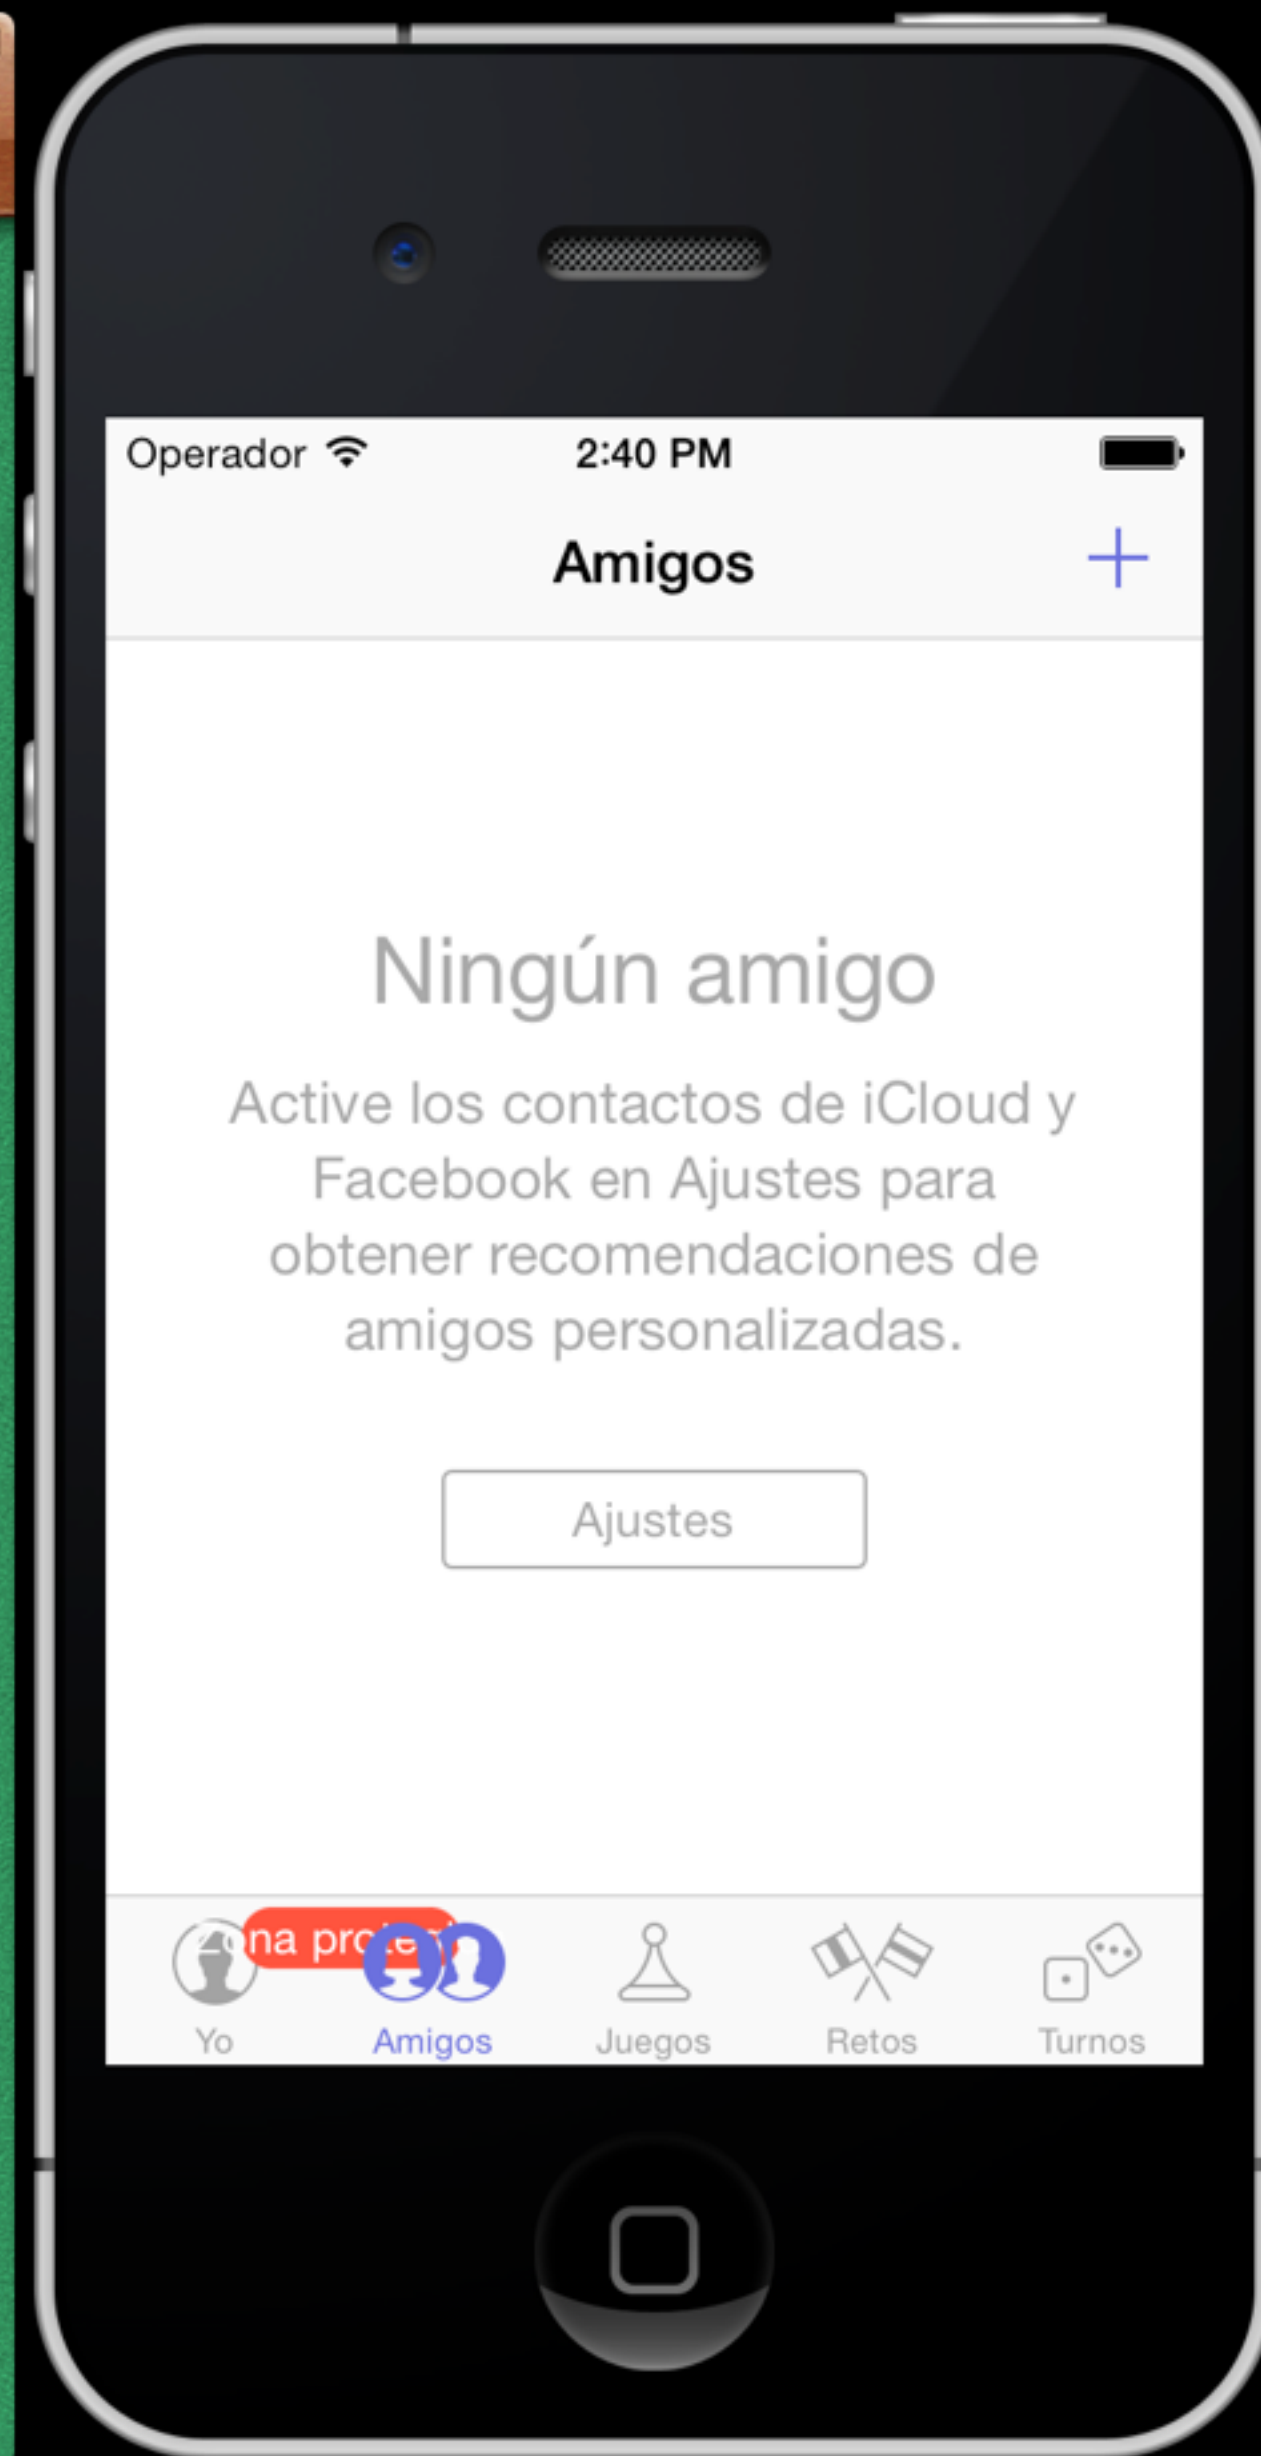 Operador
2:40 PM
Amigos
Ningún amigo
Active los contactos de iCloud y
Facebook en Ajustes para
obtener recomendaciones de
amigos personalizadas.
Ajustes
Zona
Yo
Amigos
Juegos
Retos
Turnos